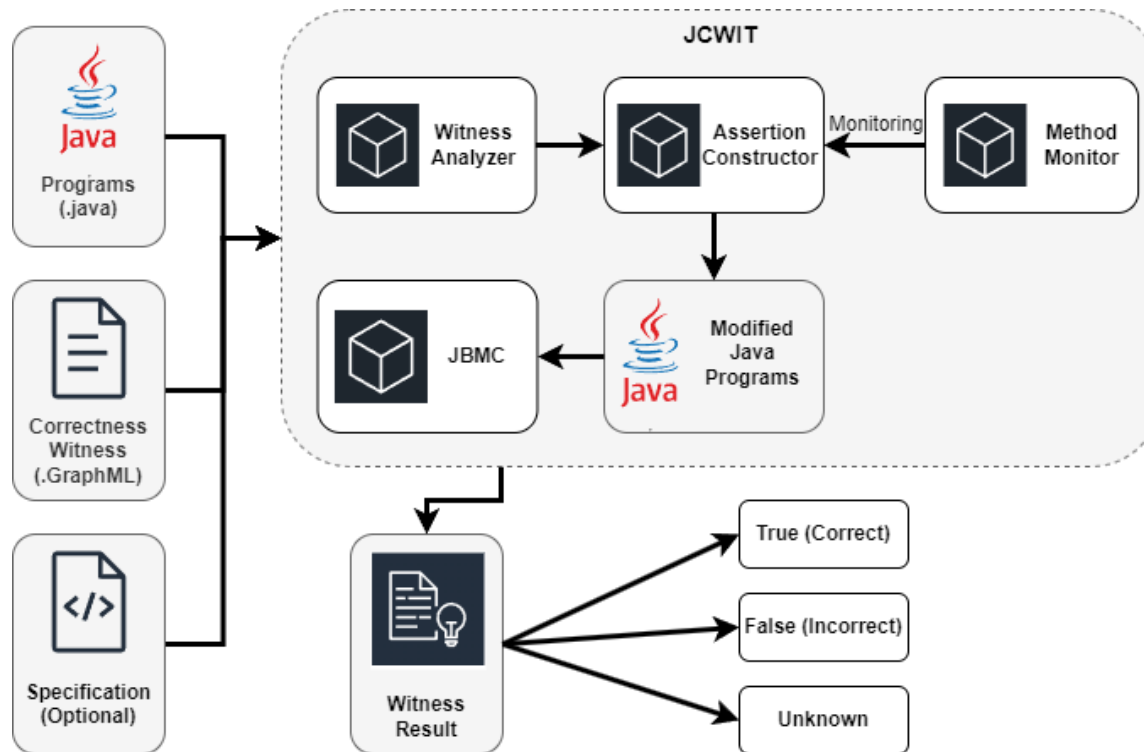 JCWIT
Java
Programs
(.java)
Correctness
Witness
(.GraphML)
Specification
(Optional)
Witness
Analyzer
Assertion
Constructor
Monitoring
Method
Monitor
JBMC
Java
Modified
Java
Programs
Witness
Result
True (Correct)
False (Incorrect)
Unknown